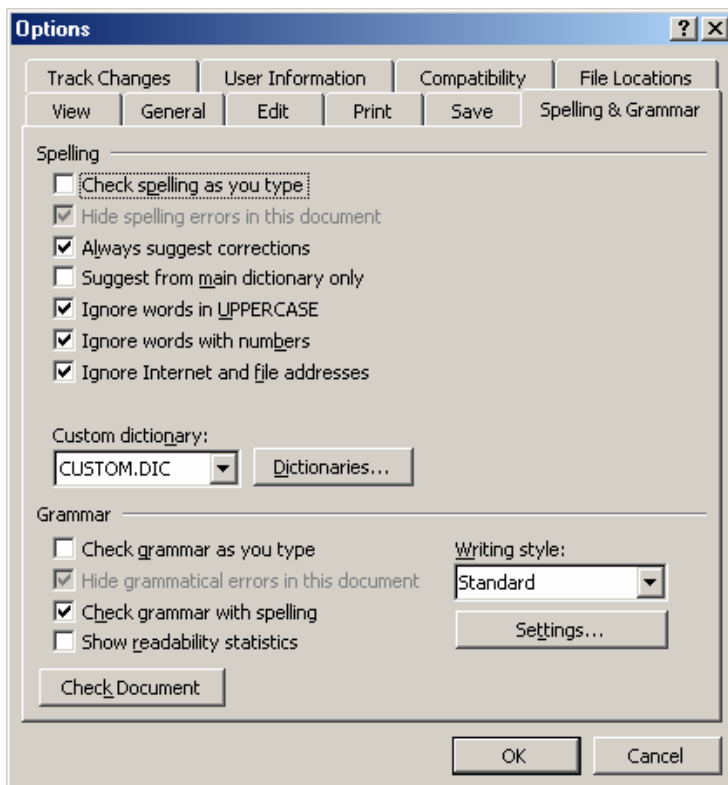 Options
Track Changes User Information Compatibility File Locations
View General Edit Print Save Spelling & Grammar
Spelling
Check spelling as you type
Hide spelling errors in this document
Always suggest corrections
Suggest from main dictionary only
Ignore words in UPPERCASE
Ignore words with numbers
Ignore Internet and file addresses
Custom dictionary:
CUSTOM.DIC Dictionaries...
Grammar
Check grammar as you type Writing style:
Hide grammatical errors in this document Standard
Check grammar with spelling
Show readability statistics Settings...
Check Document
OK Cancel